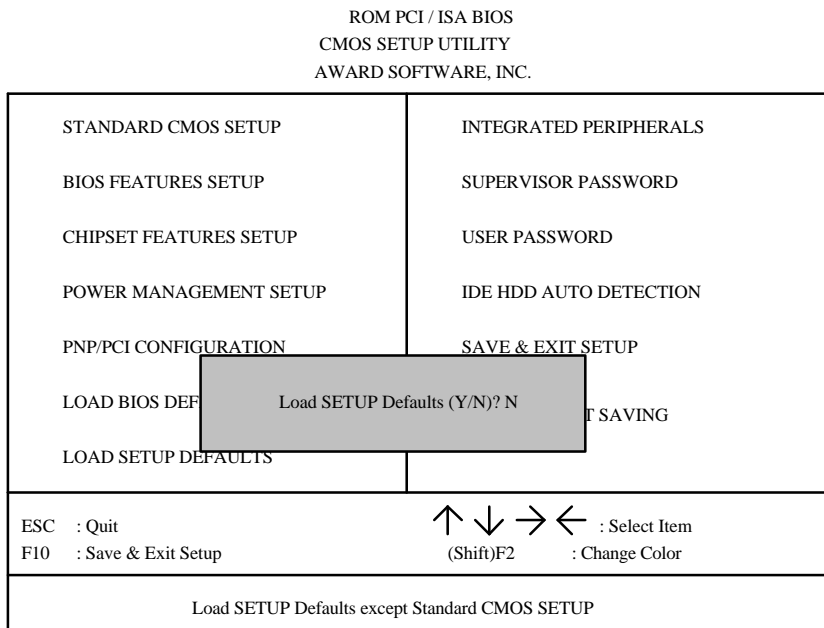 ROM PCI / ISA BIOS
CMOS SETUP UTILITY
AWARD SOFTWARE, INC.
STANDARD CMOS SETUP
BIOS FEATURES SETUP
CHIPSET FEATURES SETUP
POWER MANAGEMENT SETUP
PNP/PCI CONFIGURATION
LOAD BIOS
LOAD SETUP DEFAULTS
INTEGRATED PERIPHERALS
SUPERVISOR PASSWORD
USER PASSWORD
IDE HDD AUTO DETECTION
SAVE & EXIT SETUP
SAVING
Load SETUP Defaults (Y/N)? N
ESC : Quit
F10 : Save & Exit Setup
↑ ↓ → ← : Select Item
(Shift)F2 : Change Color
Load SETUP Defaults except Standard CMOS SETUP